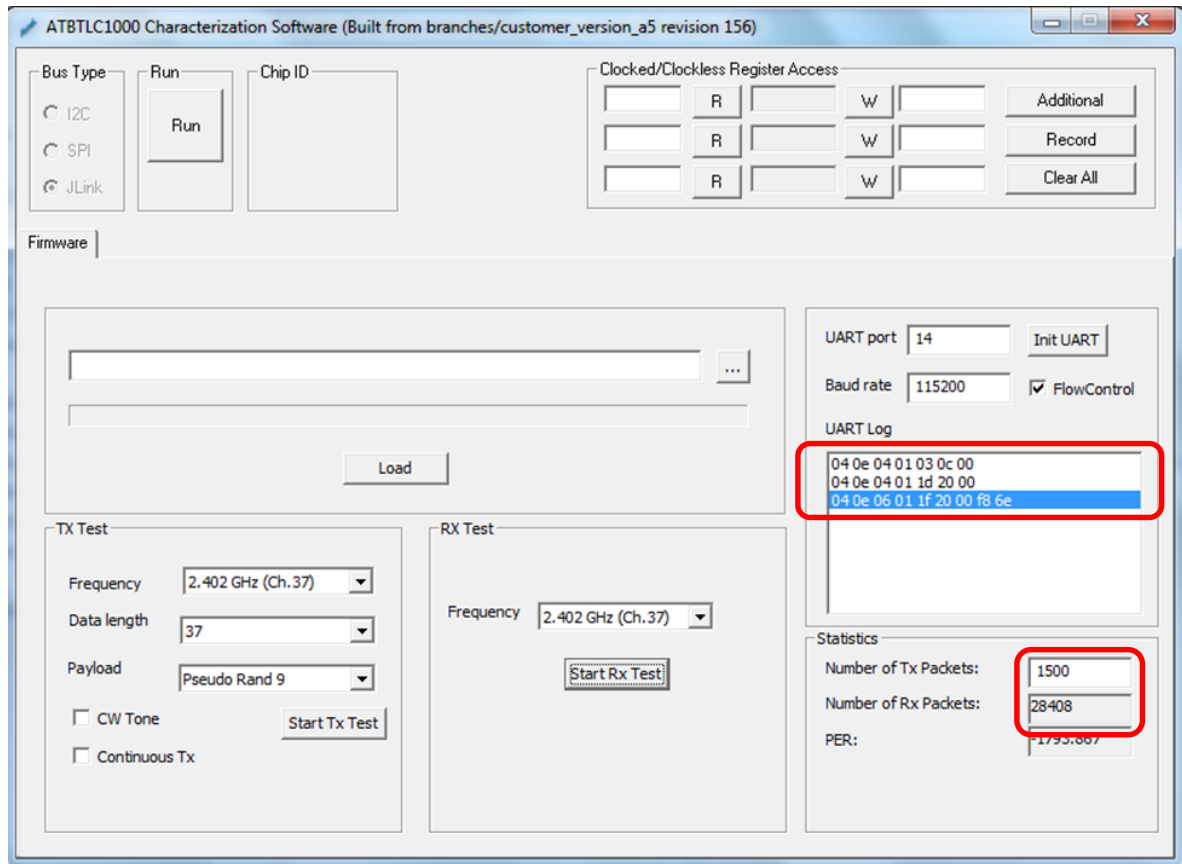 ATBTLC1000 Characterization Software (Built from branches/customer_version_a5 revision 156)
Bus Type
I2C
SPI
JLink
Run
Run
Chip ID
Clocked/Clockless Register Access
R W Additional
R W Record
R W Clear All
Firmware
...
Load
UART port 14 Init UART
Baud rate 115200 FlowControl
UART Log
04 0e 04 01 03 0c 00
04 0e 04 01 1d 20 00
04 0e 06 01 1f 20 00 f8 6e
TX Test
Frequency 2.402 GHz (Ch.37)
Data length 37
Payload Pseudo Rand 9
CW Tone Start Tx Test
Continuous Tx
RX Test
Frequency 2.402 GHz (Ch.37)
Start Rx Test
Statistics
Number of Tx Packets: 1500
Number of Rx Packets: 28408
PER: -1793.867